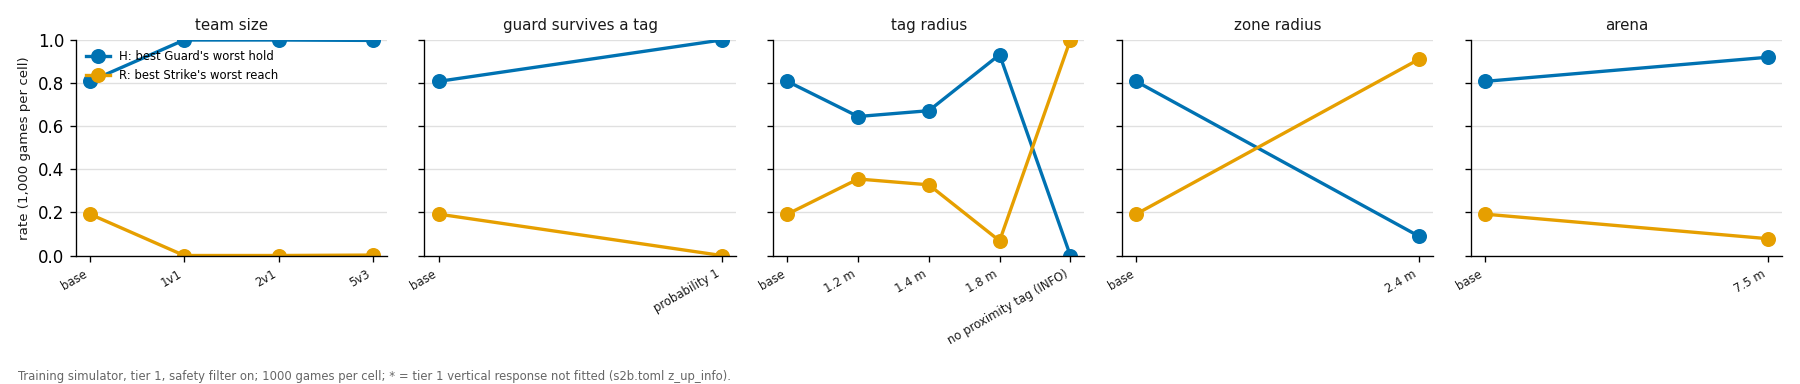 team size
guard survives a tag
tag radius
zone radius
arena
rate (1,000 games per cell)
1.0
0.8
0.6
0.4
0.2
0.0
H: best Guard's worst hold
R: best Strike's worst reach
base
1v1
2v1
5v3
base
probability 1
base
1.2 m
1.4 m
1.8 m
no proximity tag (INFO)
base
2.4 m
base
7.5 m
Training simulator, tier 1, safety filter on; 1000 games per cell; * = tier 1 vertical response not fitted (s2b.toml z_up_info).